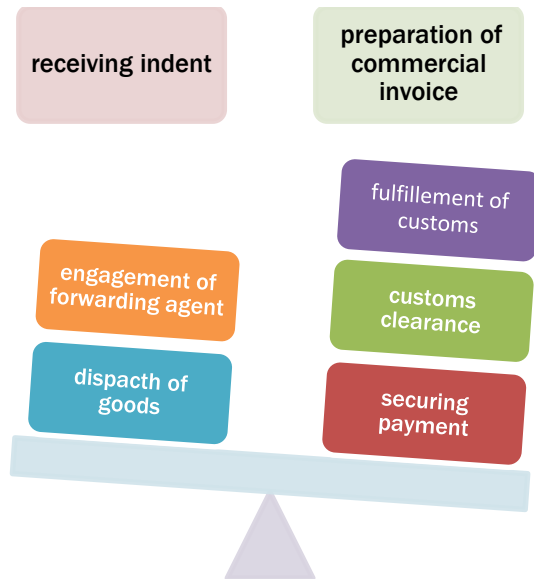 receiving indent
preparation of
commercial
invoice
fulfillement of
customs
engagement of
forwarding agent
customs
clearance
dispacth of
goods
securing
payment